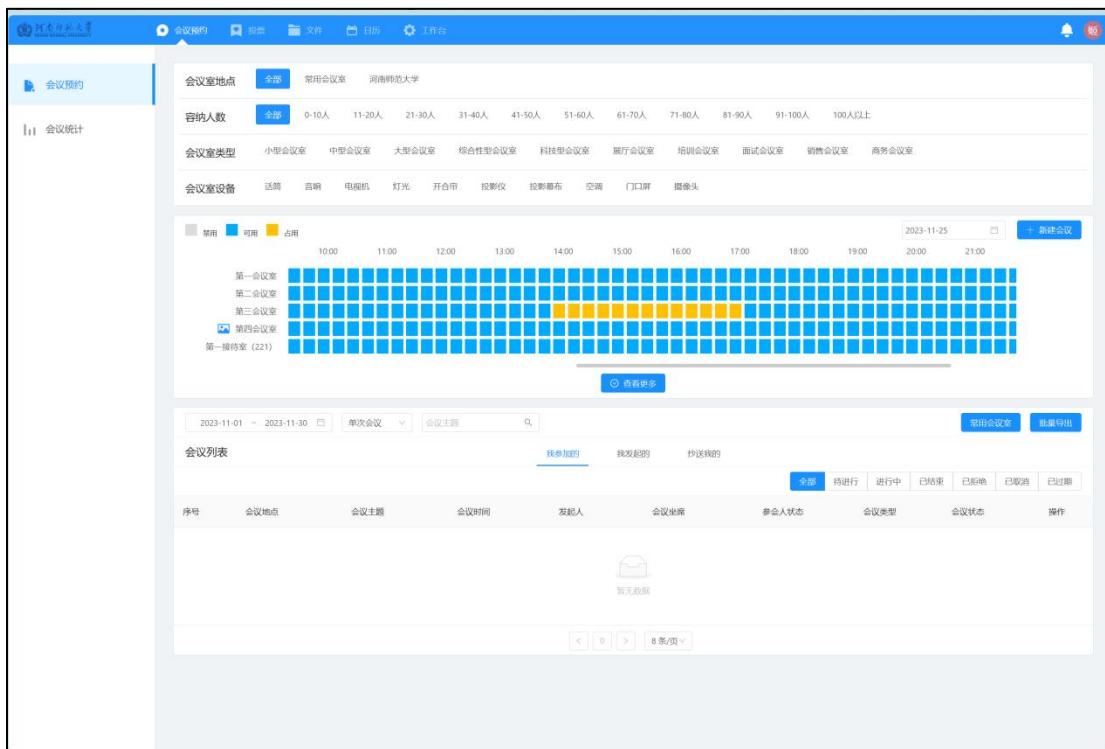 河南师范大学 会议预约 投票 文件 日历 工作台 姬
会议预约
会议统计
会议室地点 全部 常用会议室 河南师范大学
容纳人数 全部 0-10人 11-20人 21-30人 31-40人 41-50人 51-60人 61-70人 71-80人 81-90人 91-100人 100人以上
会议室类型 小型会议室 中型会议室 大型会议室 综合性型会议室 科技型会议室 展厅会议室 培训会议室 面试会议室 销售会议室 商务会议室
会议室设备 话筒 音响 电视机 灯光 开合帘 投影仪 投影幕布 空调 门口屏 摄像头
禁用 可用 占用 2023-11-25 + 新建会议
10:00 11:00 12:00 13:00 14:00 15:00 16:00 17:00 18:00 19:00 20:00 21:00
第一会议室
第二会议室
第三会议室
第四会议室
第一接待室（221）
查看更多
2023-11-01 ~ 2023-11-30 单次会议 会议主题 常用会议室 批量导出
会议列表 我参加的 我发起的 抄送我的
全部 待进行 进行中 已结束 已拒绝 已取消 已过期
序号 会议地点 会议主题 会议时间 发起人 会议坐席 参会人状态 会议类型 会议状态 操作
暂无数据
< 0 > 8 条/页